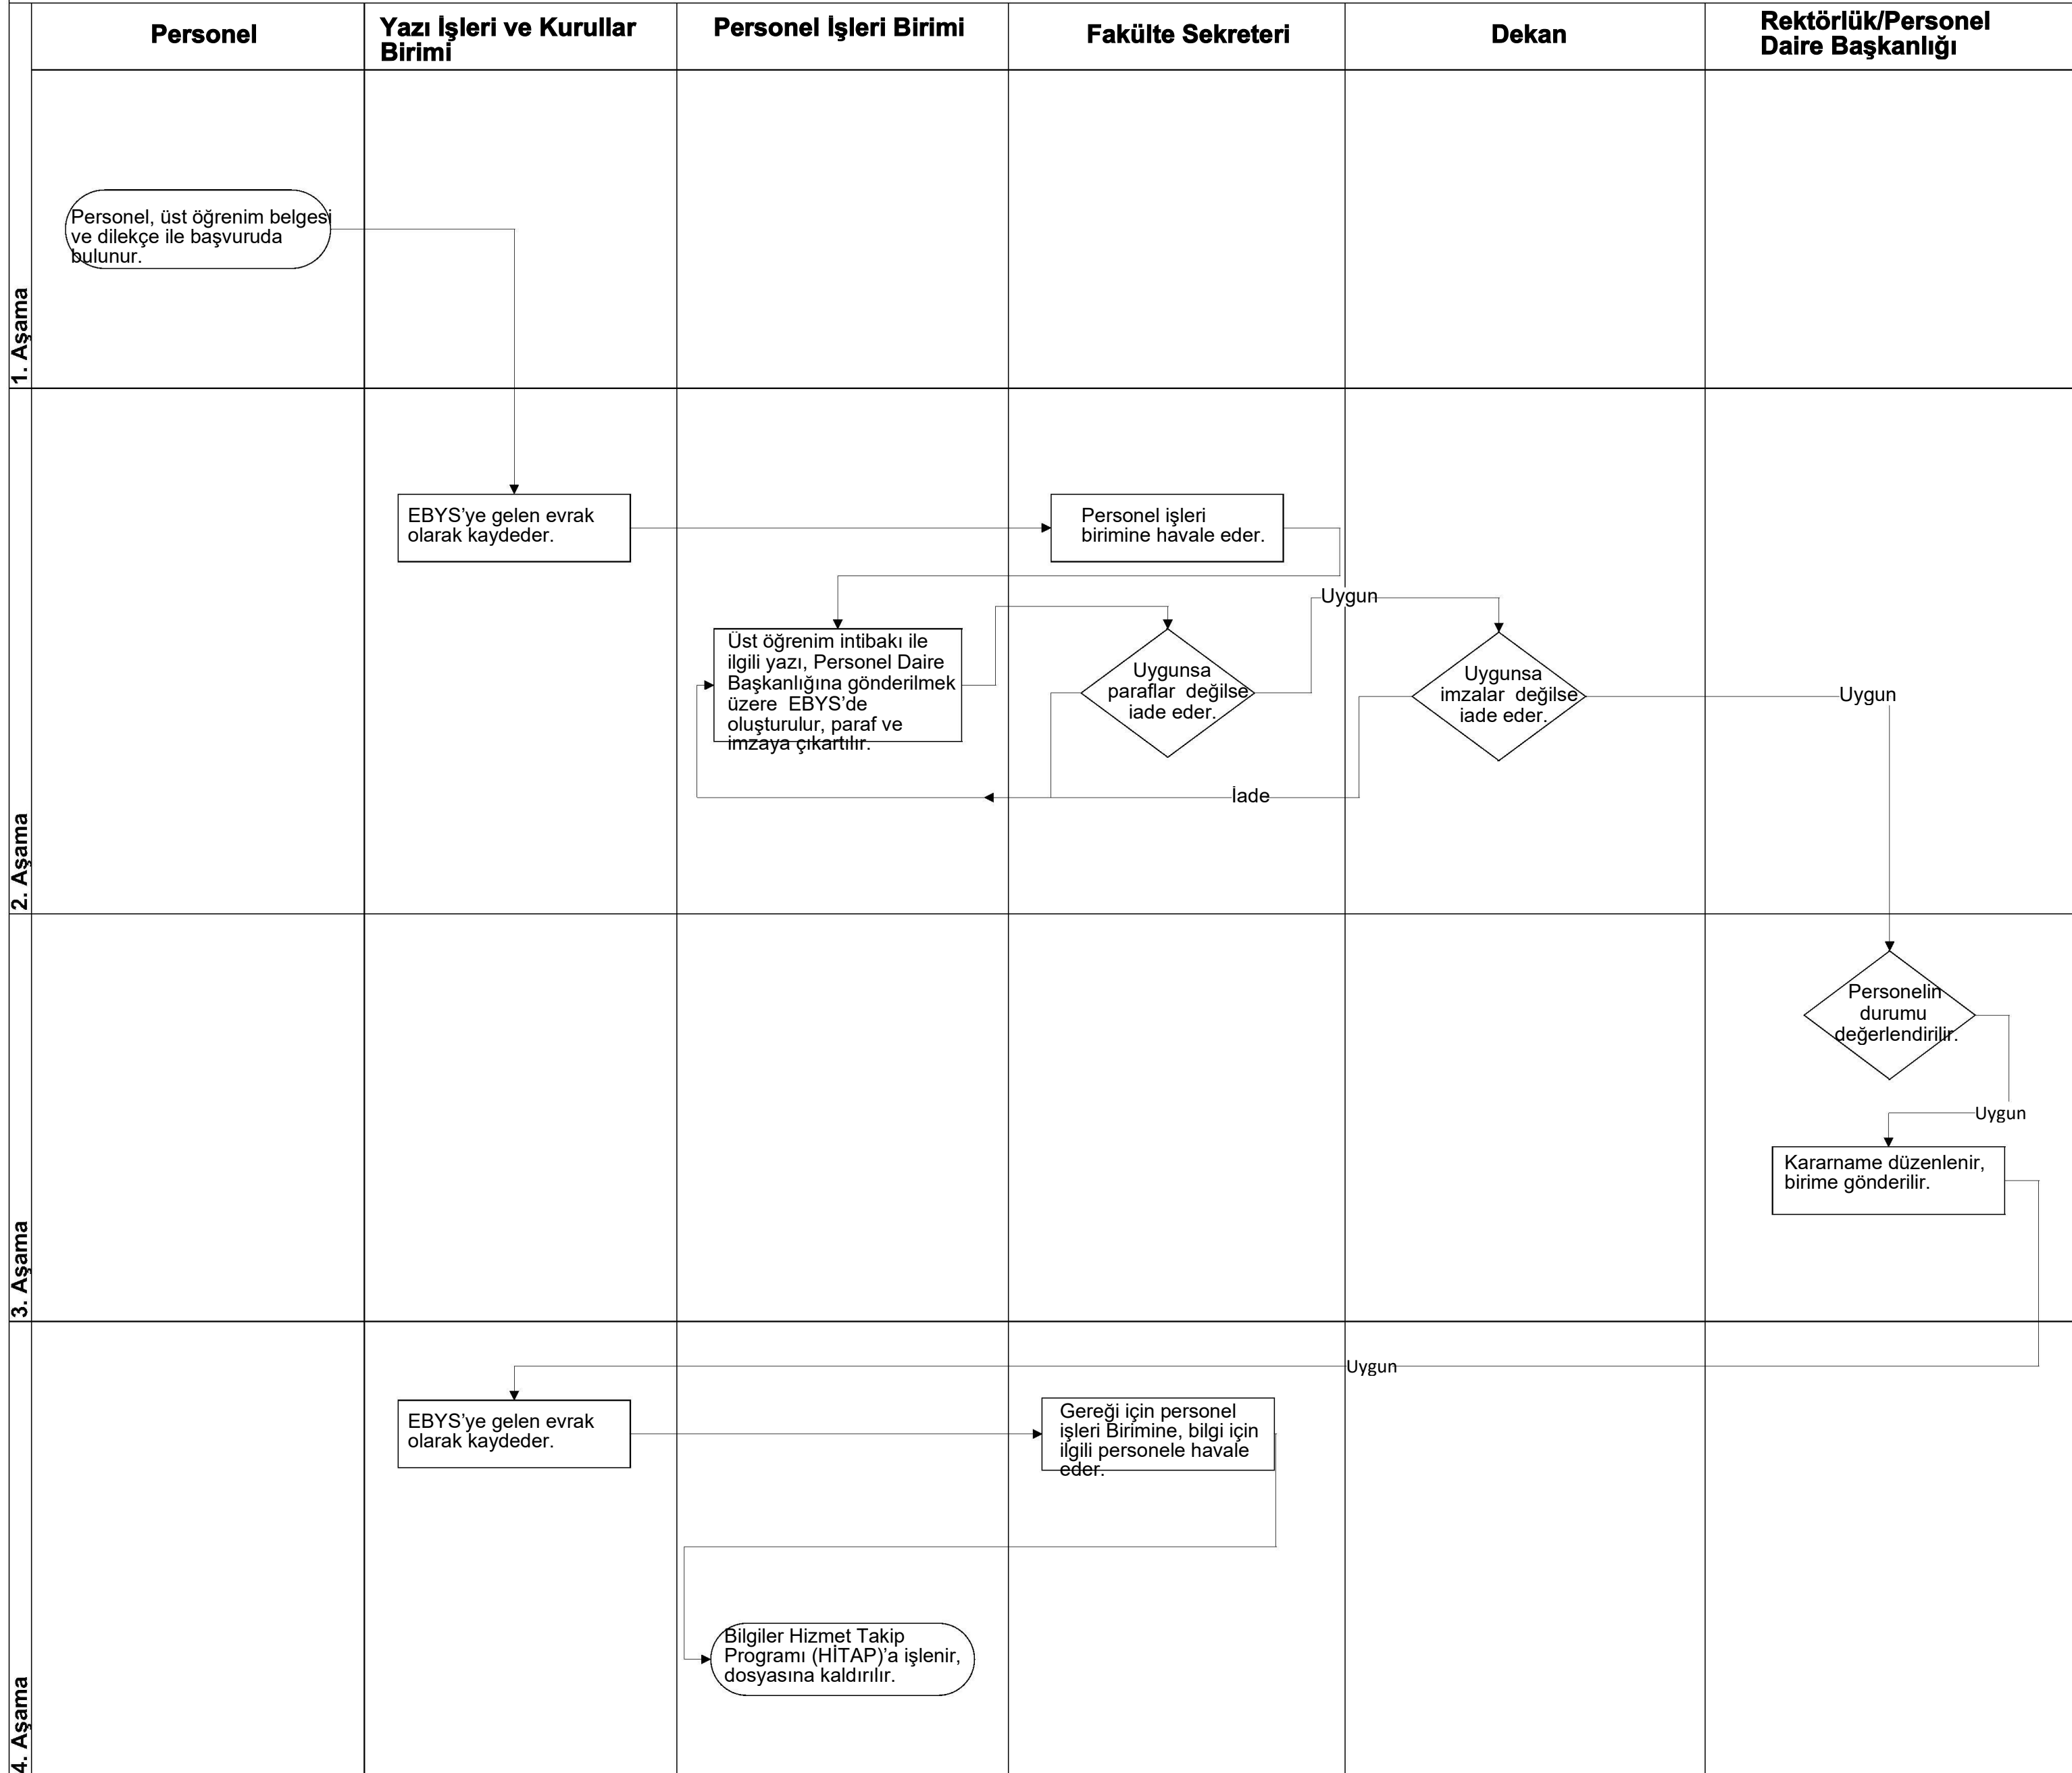 Personel
Yazı İşleri ve Kurullar
Birimi
Personel İşleri Birimi
Fakülte Sekreteri
Dekan
Rektörlük/Personel
Daire Başkanlığı
1. Aşama
Personel, üst öğrenim belgesi
ve dilekçe ile başvuruda
bulunur.
2. Aşama
EBYS’ye gelen evrak
olarak kaydeder.
Personel işleri
birimine havale eder.
Üst öğrenim intibakı ile
ilgili yazı, Personel Daire
Başkanlığına gönderilmek
üzere  EBYS’de
oluşturulur, paraf ve
imzaya çıkartılır.
Uygunsa
paraflar  değilse
iade eder.
Uygun
Uygunsa
imzalar  değilse
iade eder.
Uygun
İade
3. Aşama
Personelin
durumu
değerlendirilir.
Uygun
Kararname düzenlenir,
birime gönderilir.
4. Aşama
Uygun
EBYS’ye gelen evrak
olarak kaydeder.
Gereği için personel
işleri Birimine, bilgi için
ilgili personele havale
eder.
Bilgiler Hizmet Takip
Programı (HİTAP)’a işlenir,
dosyasına kaldırılır.